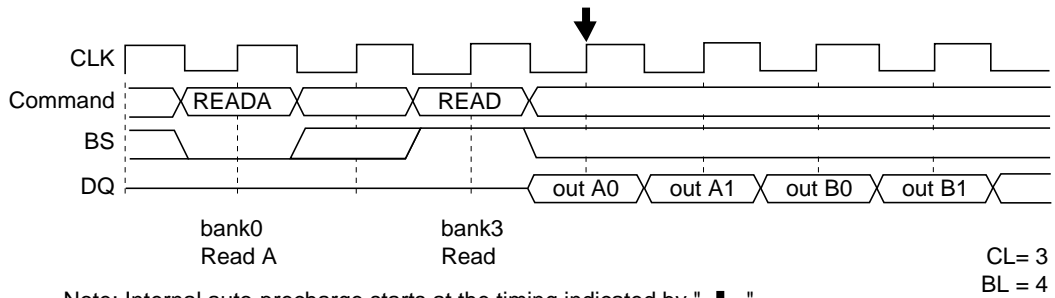 CLK
Command READA READ
BS
DQ out A0 out A1 out B0 out B1
bank0 bank3
Read A Read
CL= 3
BL = 4
Note: Internal auto-precharge starts at the timing indicated by " ".